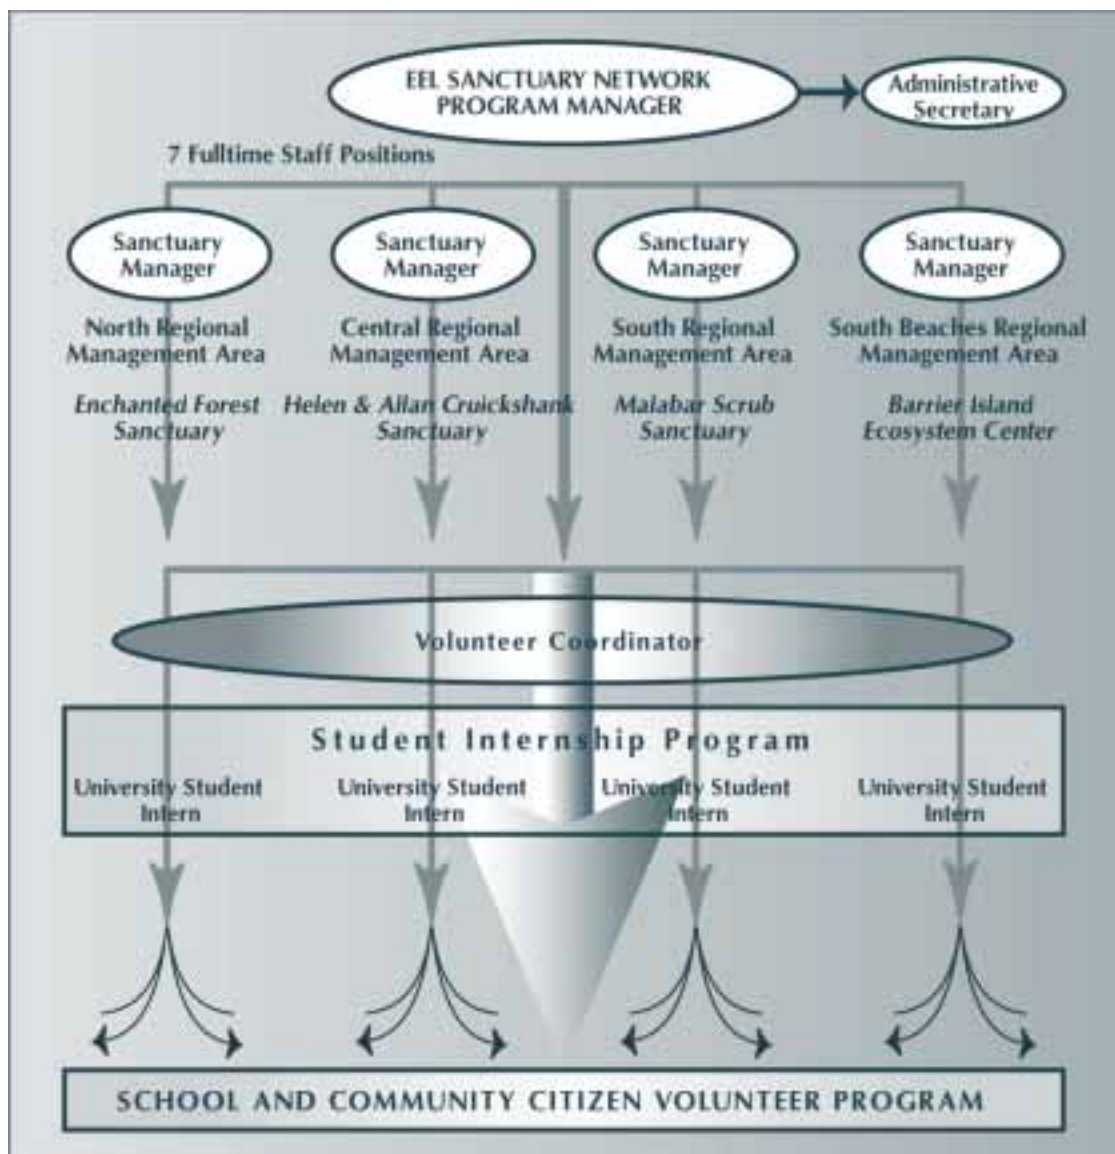 EEL SANCTUARY NETWORK
PROGRAM MANAGER
Administrative
Secretary
7 Fulltime Staff Positions
Sanctuary
Manager
Sanctuary
Manager
Sanctuary
Manager
Sanctuary
Manager
North Regional
Management Area
Central Regional
Management Area
South Regional
Management Area
South Beaches Regional
Management Area
Enchanted Forest
Sanctuary
Helen & Allan Cruickshank
Sanctuary
Malabar Scrub
Sanctuary
Barrier Island
Ecosystem Center
Volunteer Coordinator
Student Internship Program
University Student
Intern
University Student
Intern
University Student
Intern
University Student
Intern
SCHOOL AND COMMUNITY CITIZEN VOLUNTEER PROGRAM